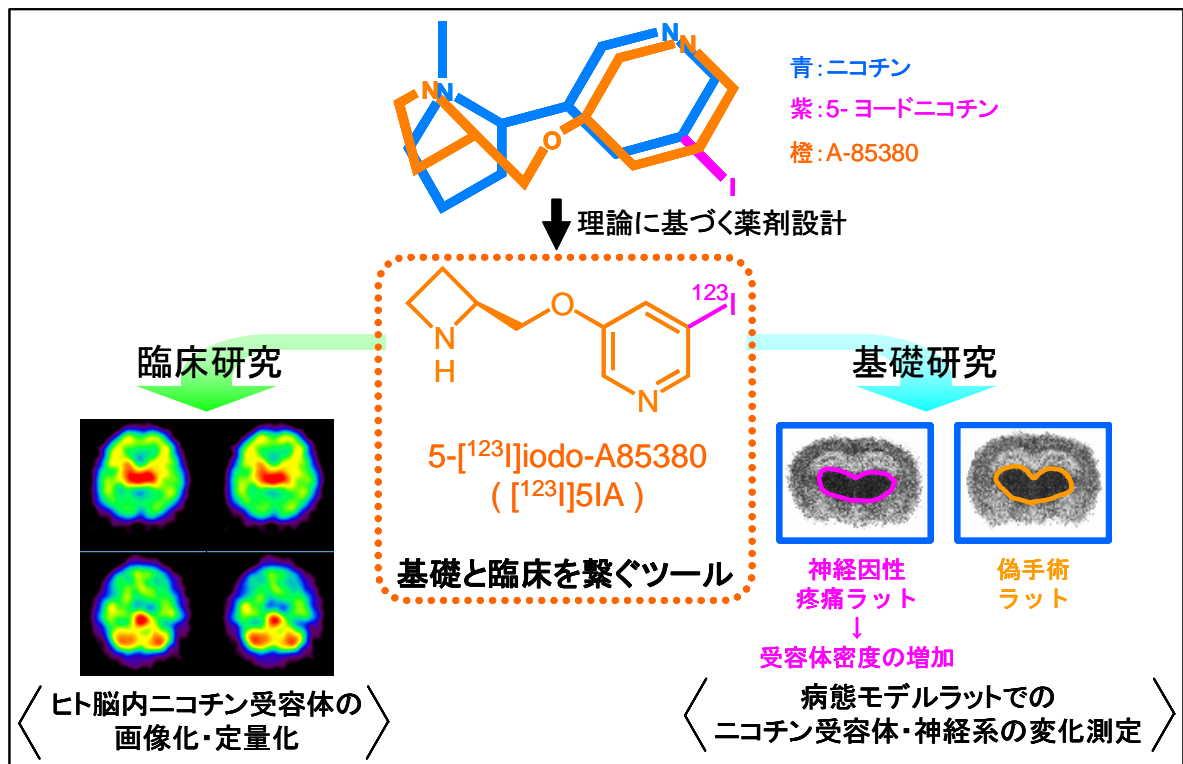 N
N
N
N
O
I
青：ニコチン
紫：5- ヨードニコチン
橙：A-85380
理論に基づく薬剤設計
123I
O
N
H
N
臨床研究
基礎研究
5-[123I]iodo-A85380
( [123I]5IA )
基礎と臨床を繋ぐツール
神経因性
疼痛ラット
↓
受容体密度の増加
偽手術
ラット
ヒト脳内ニコチン受容体の
画像化・定量化
病態モデルラットでの
ニコチン受容体・神経系の変化測定